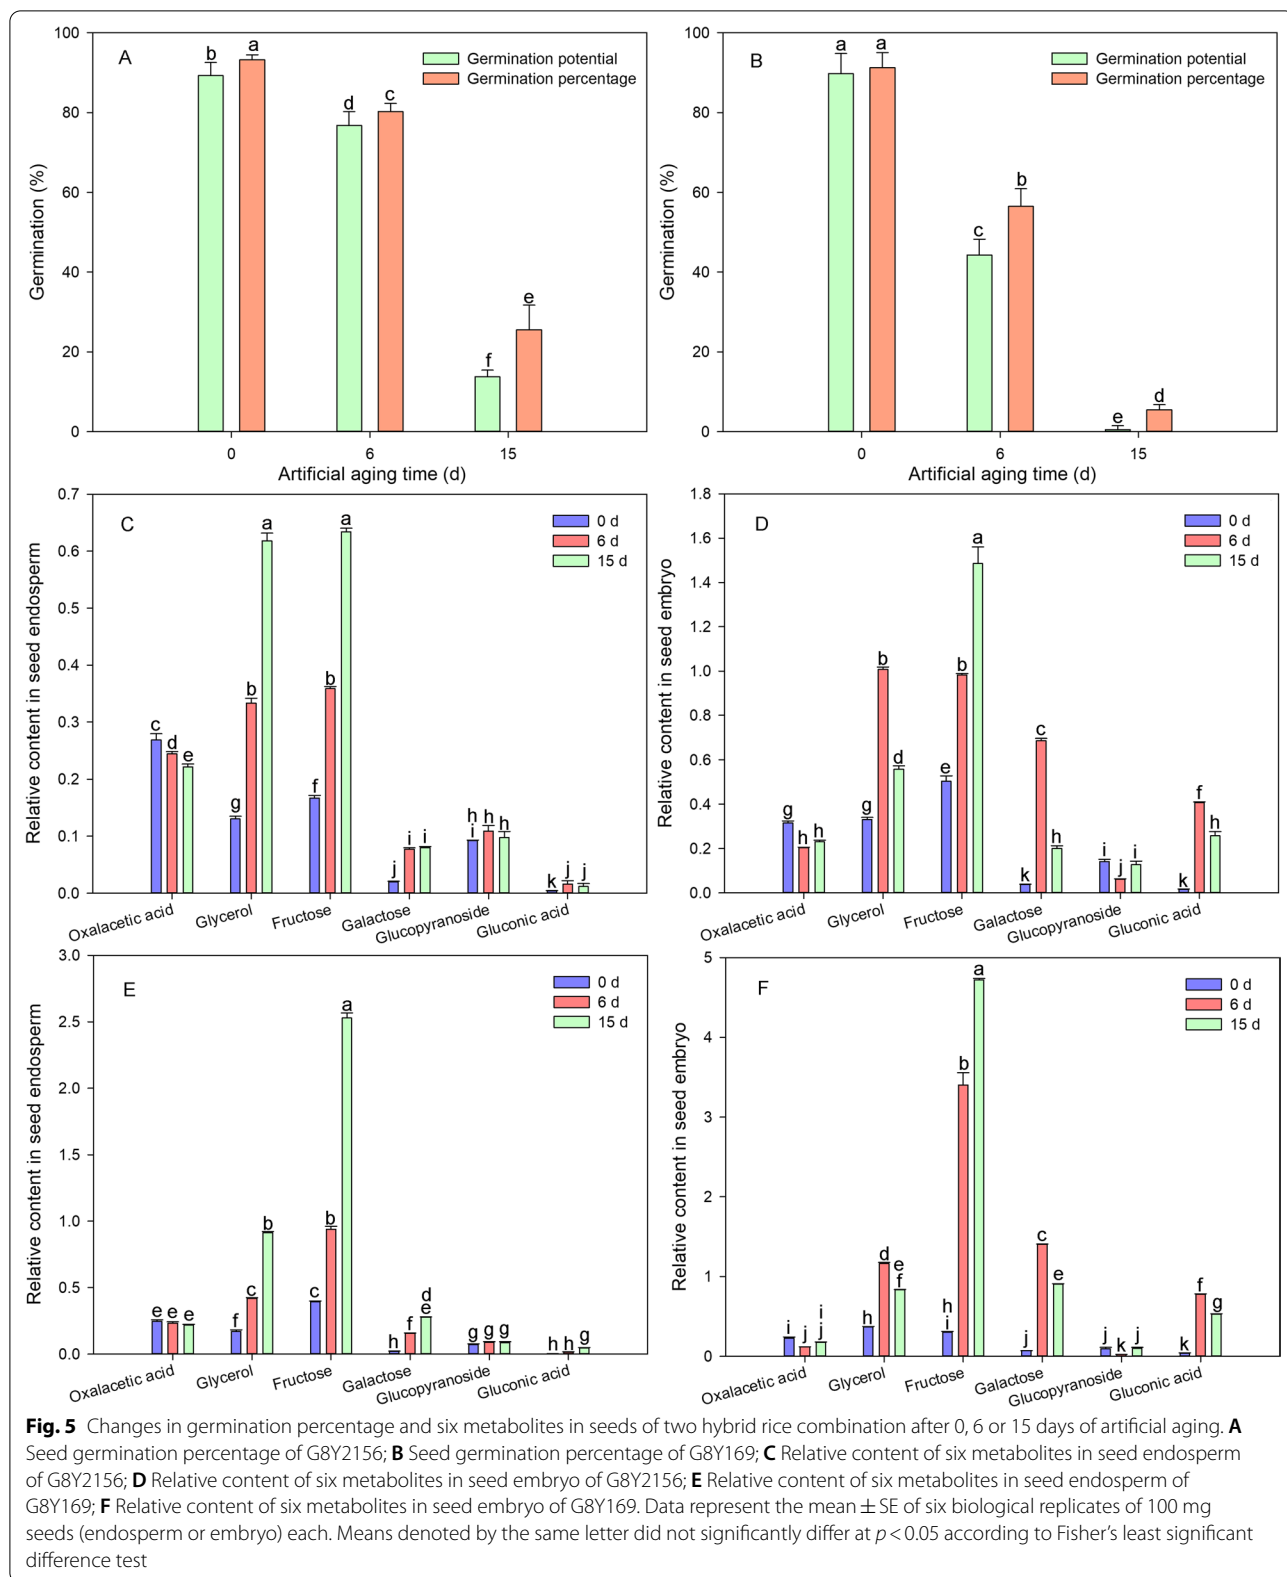 A
Germination potential
Germination percentage
100
80
60
40
20
0
Germination (%)
b a
d c
f e
0 6 15
Artificial aging time (d)
B
Germination potential
Germination percentage
100
80
60
40
20
0
Germination (%)
a a
c b
e d
0 6 15
Artificial aging time (d)
C
0 d
6 d
15 d
0.7
0.6
0.5
0.4
0.3
0.2
0.1
0.0
Relative content in seed endosperm
c d e
g b a
f b a
j i i
h i h h
k j j
Oxalacetic acid
Glycerol
Fructose
Galactose
Glucopyranoside
Gluconic acid
D
0 d
6 d
15 d
1.8
1.6
1.4
1.2
1.0
0.8
0.6
0.4
0.2
0.0
Relative content in seed embryo
g h h
g b d
e b a
k c h
i j i
k f h
Oxalacetic acid
Glycerol
Fructose
Galactose
Glucopyranoside
Gluconic acid
E
0 d
6 d
15 d
3.0
2.5
2.0
1.5
1.0
0.5
0.0
Relative content in seed endosperm
e e e
f c b
c b a
h f d e
g g g
h h g
Oxalacetic acid
Glycerol
Fructose
Galactose
Glucopyranoside
Gluconic acid
F
0 d
6 d
15 d
5
4
3
2
1
0
Relative content in seed embryo
i j i j
h d e f
h i b a
j c e
j k j
k f g
Oxalacetic acid
Glycerol
Fructose
Galactose
Glucopyranoside
Gluconic acid
Fig. 5 Changes in germination percentage and six metabolites in seeds of two hybrid rice combination after 0, 6 or 15 days of artificial aging. A
Seed germination percentage of G8Y2156; B Seed germination percentage of G8Y169; C Relative content of six metabolites in seed endosperm
of G8Y2156; D Relative content of six metabolites in seed embryo of G8Y2156; E Relative content of six metabolites in seed endosperm of
G8Y169; F Relative content of six metabolites in seed embryo of G8Y169. Data represent the mean ± SE of six biological replicates of 100 mg
seeds (endosperm or embryo) each. Means denoted by the same letter did not significantly differ at p < 0.05 according to Fisher's least significant
difference test